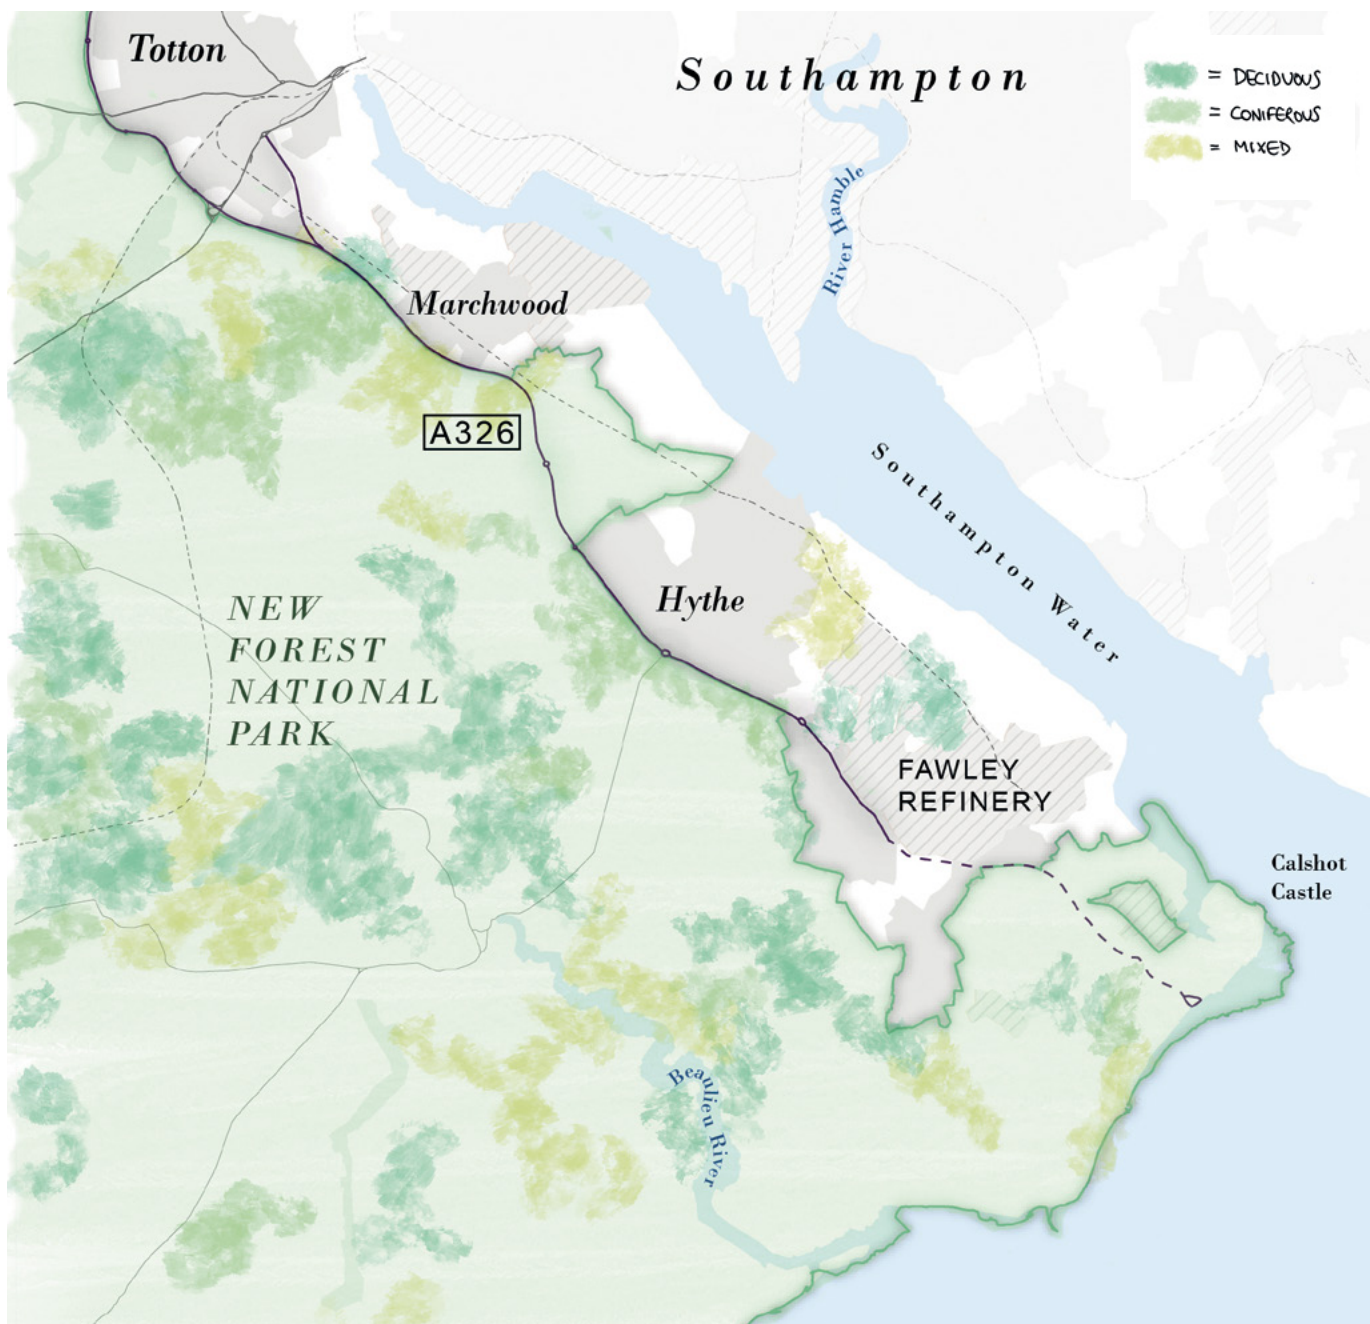 Totton
Southampton
= DECIDUOUS
= CONIFEROUS
= MIXED
River Hamble
Marchwood
A326
Southampton Water
NEW
FOREST
NATIONAL
PARK
Hythe
FAWLEY
REFINERY
Calshot
Castle
Beaulieu River